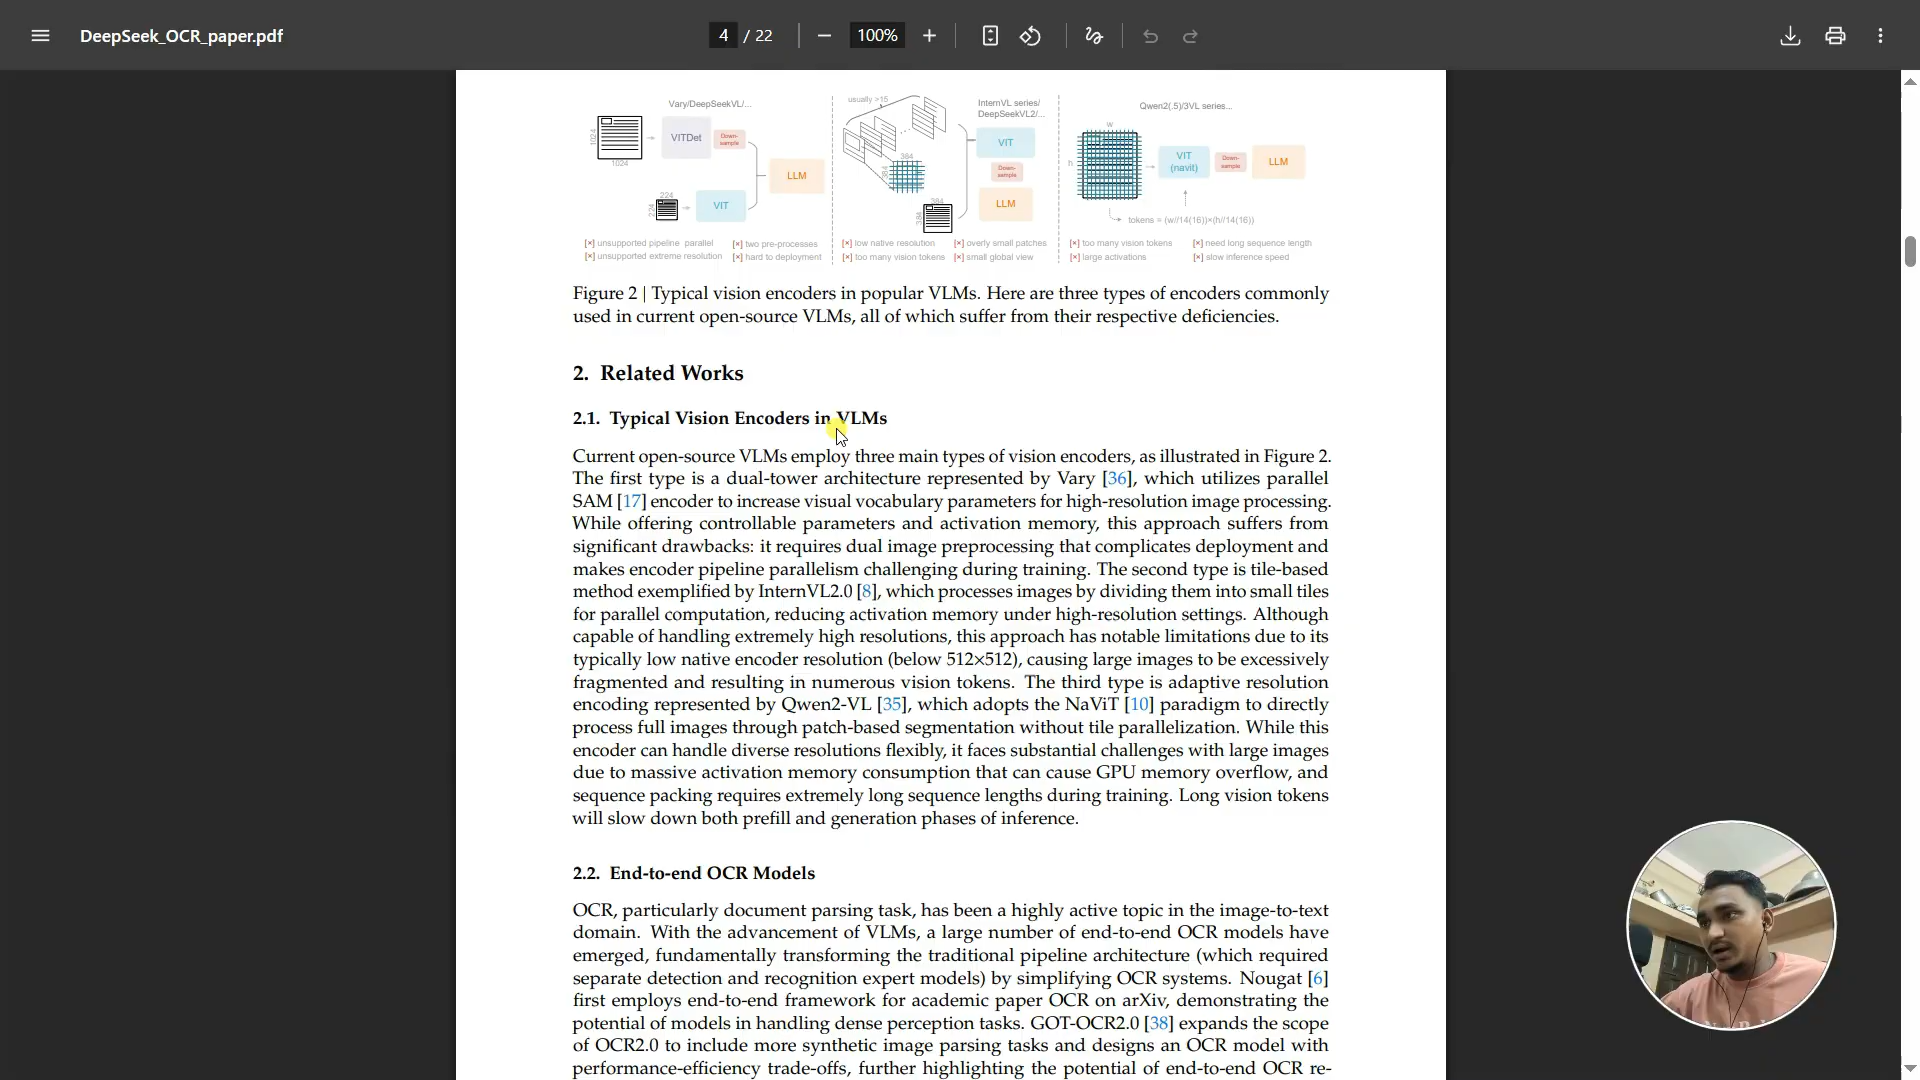 DeepSeek_OCR_paper.pdf
4 / 22
100%
Vary/DeepSeekVL/...
1024
1024
VITDet
Down-
sample
LLM
224
224
VIT
[×] unsupported pipeline parallel
[×] two pre-processes
[×] unsupported extreme resolution
[×] hard to deployment
usually >15
InternVL series/
DeepSeekVL2/...
VIT
384
384
Down-
sample
384
384
LLM
[×] low native resolution
[×] overly small patches
[×] too many vision tokens
[×] small global view
Qwen2(.5)/3VL series...
w
h
VIT
(navit)
Down-
sample
LLM
tokens = (w//14(16))×(h//14(16))
[×] too many vision tokens
[×] need long sequence length
[×] large activations
[×] slow inference speed
Figure 2 | Typical vision encoders in popular VLMs. Here are three types of encoders commonly
used in current open-source VLMs, all of which suffer from their respective deficiencies.
2. Related Works
2.1. Typical Vision Encoders in VLMs
Current open-source VLMs employ three main types of vision encoders, as illustrated in Figure 2.
The first type is a dual-tower architecture represented by Vary [36], which utilizes parallel
SAM [17] encoder to increase visual vocabulary parameters for high-resolution image processing.
While offering controllable parameters and activation memory, this approach suffers from
significant drawbacks: it requires dual image preprocessing that complicates deployment and
makes encoder pipeline parallelism challenging during training. The second type is tile-based
method exemplified by InternVL2.0 [8], which processes images by dividing them into small tiles
for parallel computation, reducing activation memory under high-resolution settings. Although
capable of handling extremely high resolutions, this approach has notable limitations due to its
typically low native encoder resolution (below 512×512), causing large images to be excessively
fragmented and resulting in numerous vision tokens. The third type is adaptive resolution
encoding represented by Qwen2-VL [35], which adopts the NaViT [10] paradigm to directly
process full images through patch-based segmentation without tile parallelization. While this
encoder can handle diverse resolutions flexibly, it faces substantial challenges with large images
due to massive activation memory consumption that can cause GPU memory overflow, and
sequence packing requires extremely long sequence lengths during training. Long vision tokens
will slow down both prefill and generation phases of inference.
2.2. End-to-end OCR Models
OCR, particularly document parsing task, has been a highly active topic in the image-to-text
domain. With the advancement of VLMs, a large number of end-to-end OCR models have
emerged, fundamentally transforming the traditional pipeline architecture (which required
separate detection and recognition expert models) by simplifying OCR systems. Nougat [6]
first employs end-to-end framework for academic paper OCR on arXiv, demonstrating the
potential of models in handling dense perception tasks. GOT-OCR2.0 [38] expands the scope
of OCR2.0 to include more synthetic image parsing tasks and designs an OCR model with
performance-efficiency trade-offs, further highlighting the potential of end-to-end OCR re-